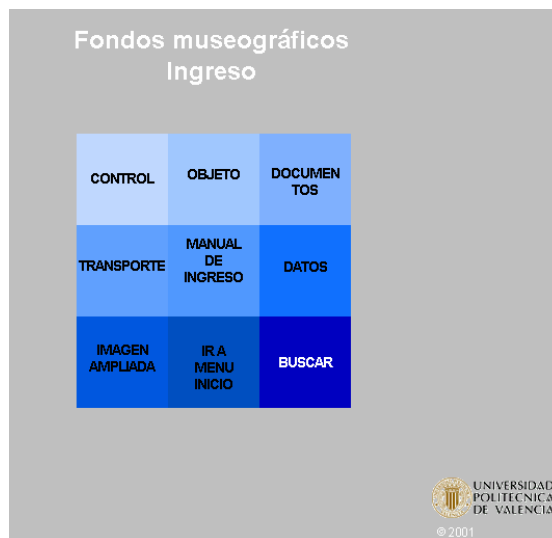 Fondos museográficos
Ingreso
CONTROL
OBJETO
DOCUMEN
TOS
TRANSPORTE
MANUAL
DE
INGRESO
DATOS
IMAGEN
AMPLIADA
IR A
MENU
INICIO
BUSCAR
UNIVERSIDAD
POLITECNICA
DE VALENCIA
© 2001